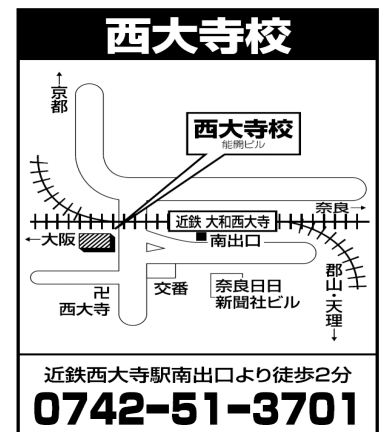 西大寺校
←京都
西大寺校
能開ビル
奈良→
近鉄 大和西大寺
←大阪
南出口
郡山・天理→
卍
西大寺
交番
奈良日日
新聞社ビル
近鉄西大寺駅南出口より徒歩2分
0742-51-3701